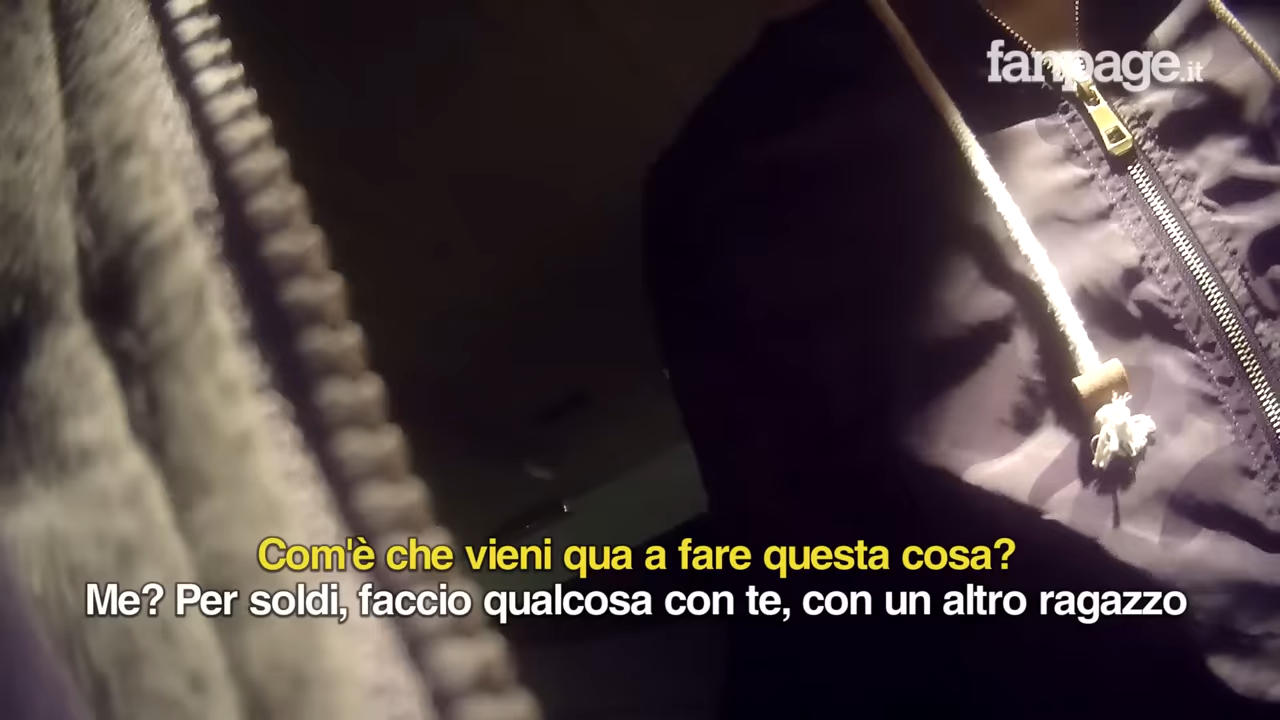 fanpage.it
Com'è che vieni qua a fare questa cosa?
Me? Per soldi, faccio qualcosa con te, con un altro ragazzo